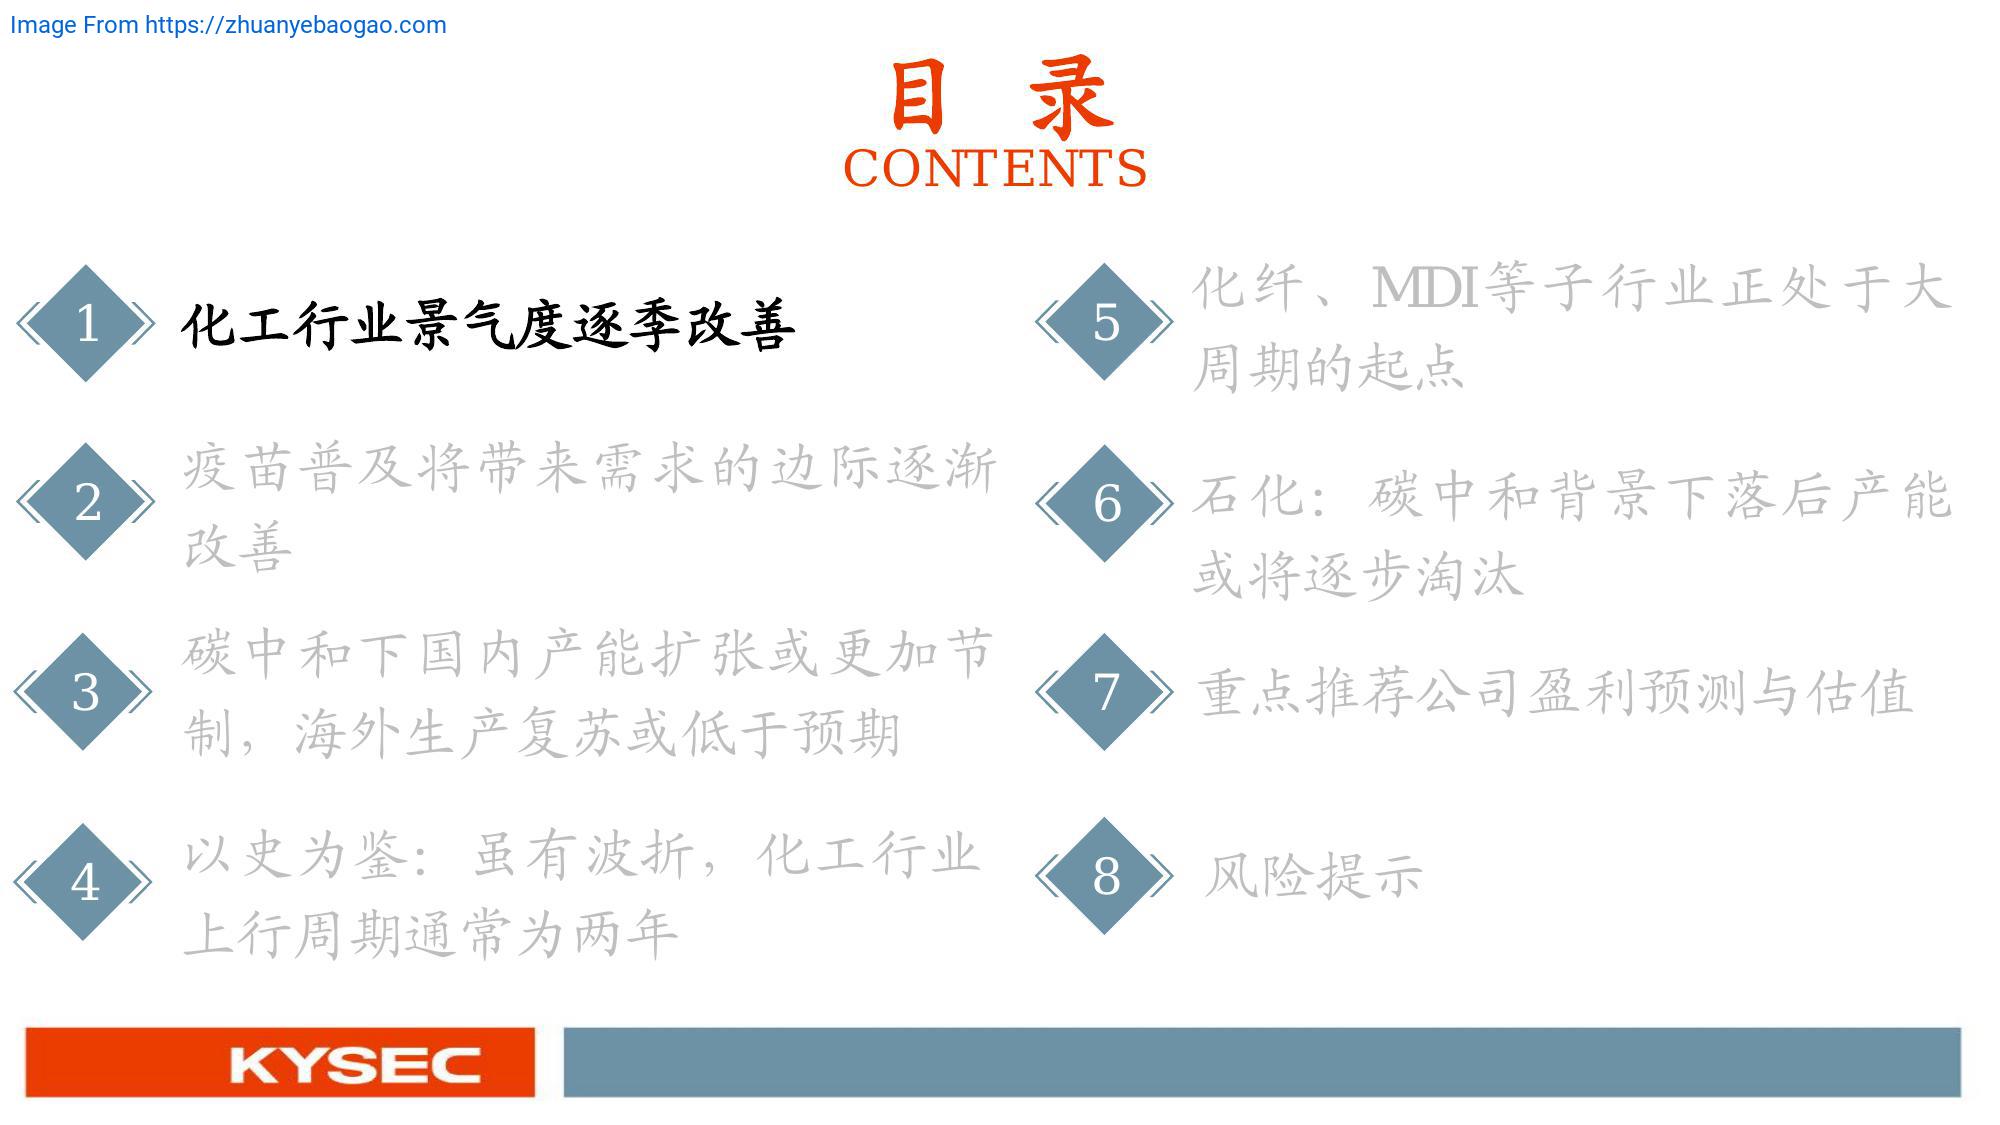 Image From https://zhuanyebaogao.com
目 录
CONTENTS
1 化工行业景气度逐季改善
2 疫苗普及将带来需求的边际逐渐
改善
3 碳中和下国内产能扩张或更加节
制，海外生产复苏或低于预期
4 以史为鉴：虽有波折，化工行业
上行周期通常为两年
5 化纤、MDI等子行业正处于大
周期的起点
6 石化：碳中和背景下落后产能
或将逐步淘汰
7 重点推荐公司盈利预测与估值
8 风险提示
KYSEC